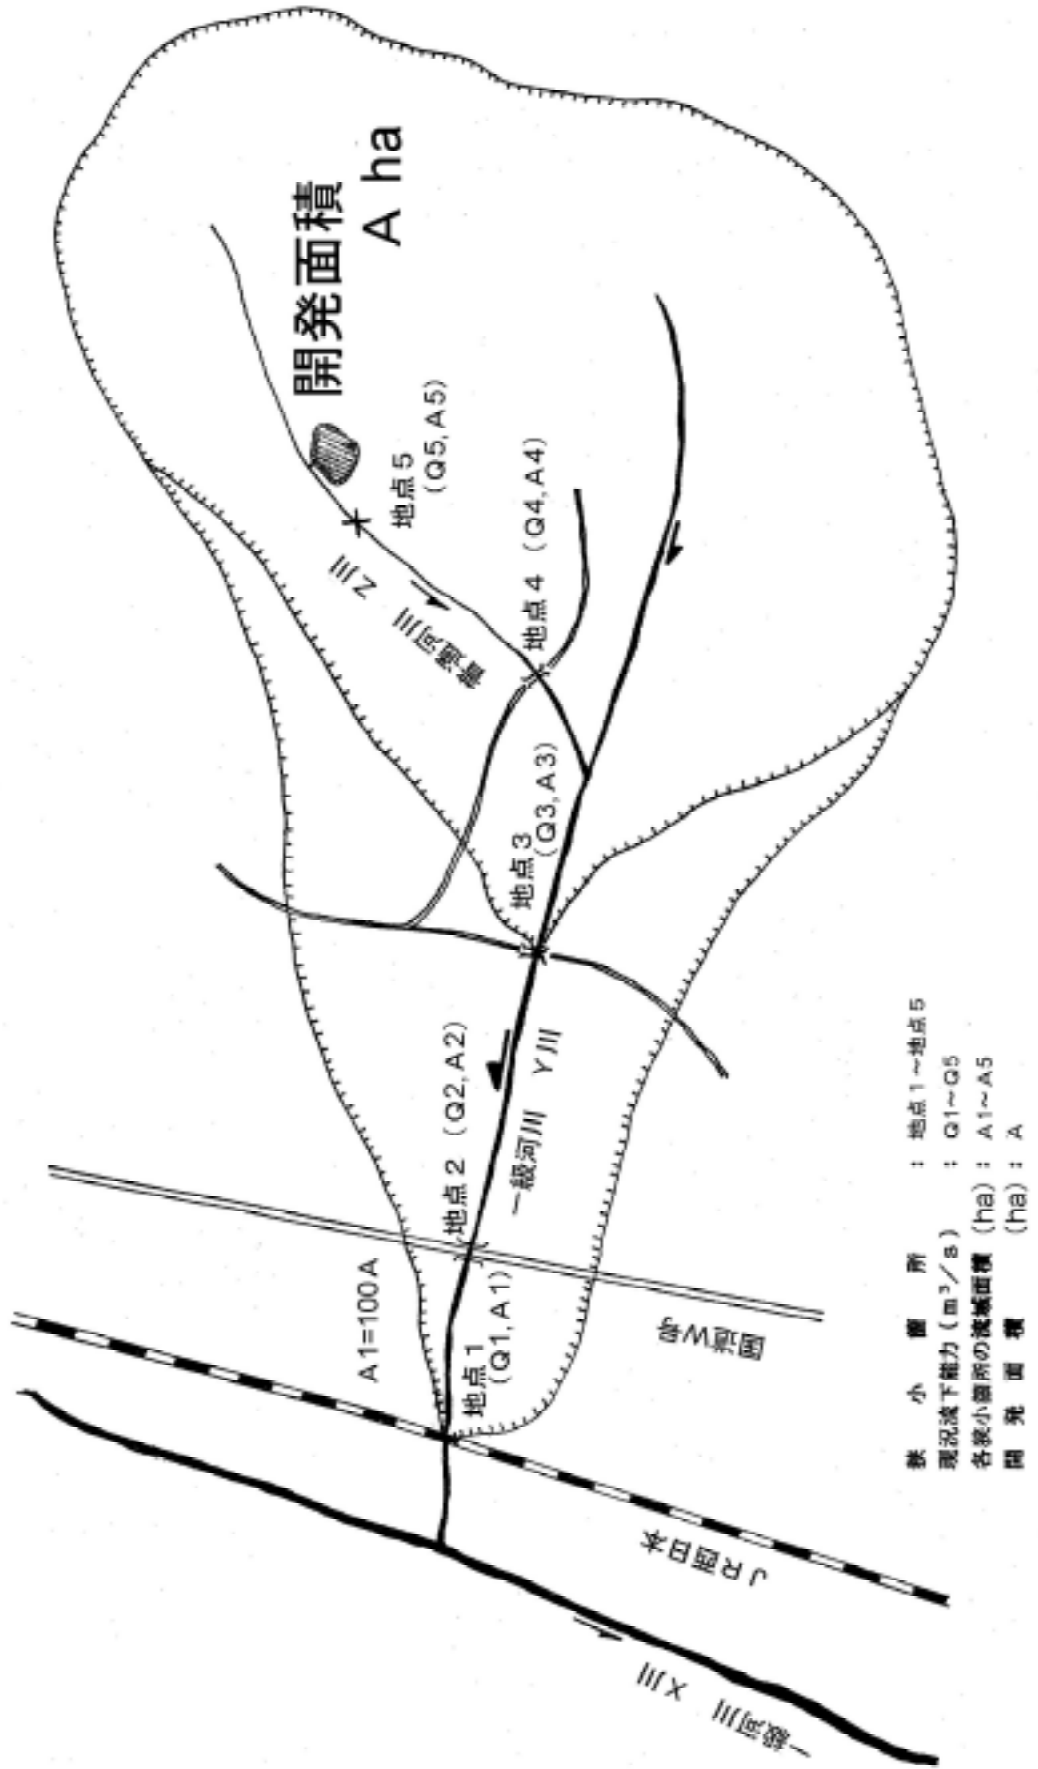 開発面積
A ha
地点5
(Q5,A5)
普通河川 Z川
地点4 (Q4,A4)
地点3
(Q3,A3)
地点2 (Q2,A2)
一級河川 Y川
A1=100A
地点1
(Q1,A1)
国道W号
JR西日本
一級河川 X川
狭小箇所 : 地点1~地点5
現況流下能力(m³/s) : Q1~Q5
各狭小箇所の流域面積(ha) : A1~A5
開発面積(ha) : A